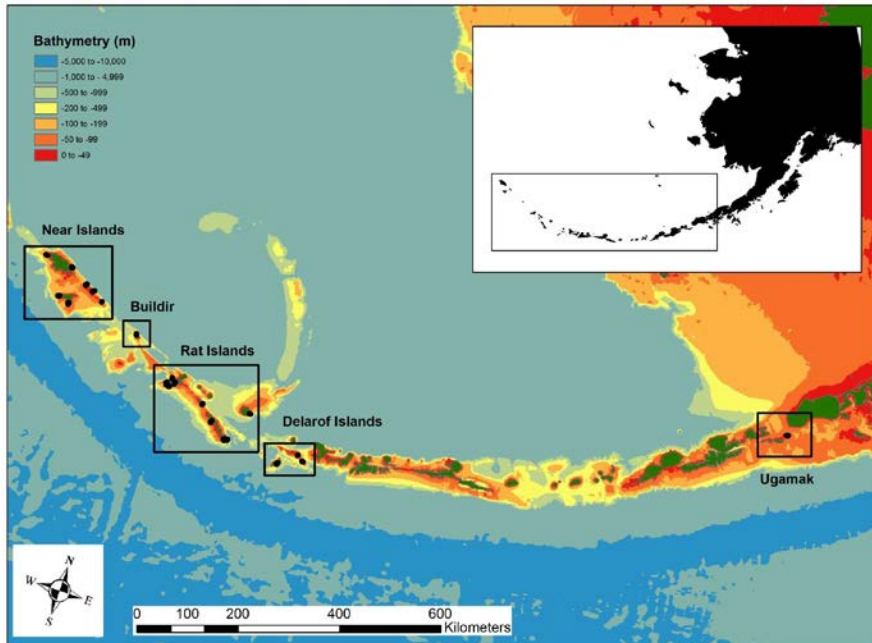 Bathymetry (m)
-5,000 to -10,000
-1,000 to - 4,999
-500 to -999
-200 to -499
-100 to -199
-50 to -99
0 to -49
Near Islands
Buildir
Rat Islands
Delarof Islands
Ugamak
N
W
E
S
0 100 200 400 600
Kilometers